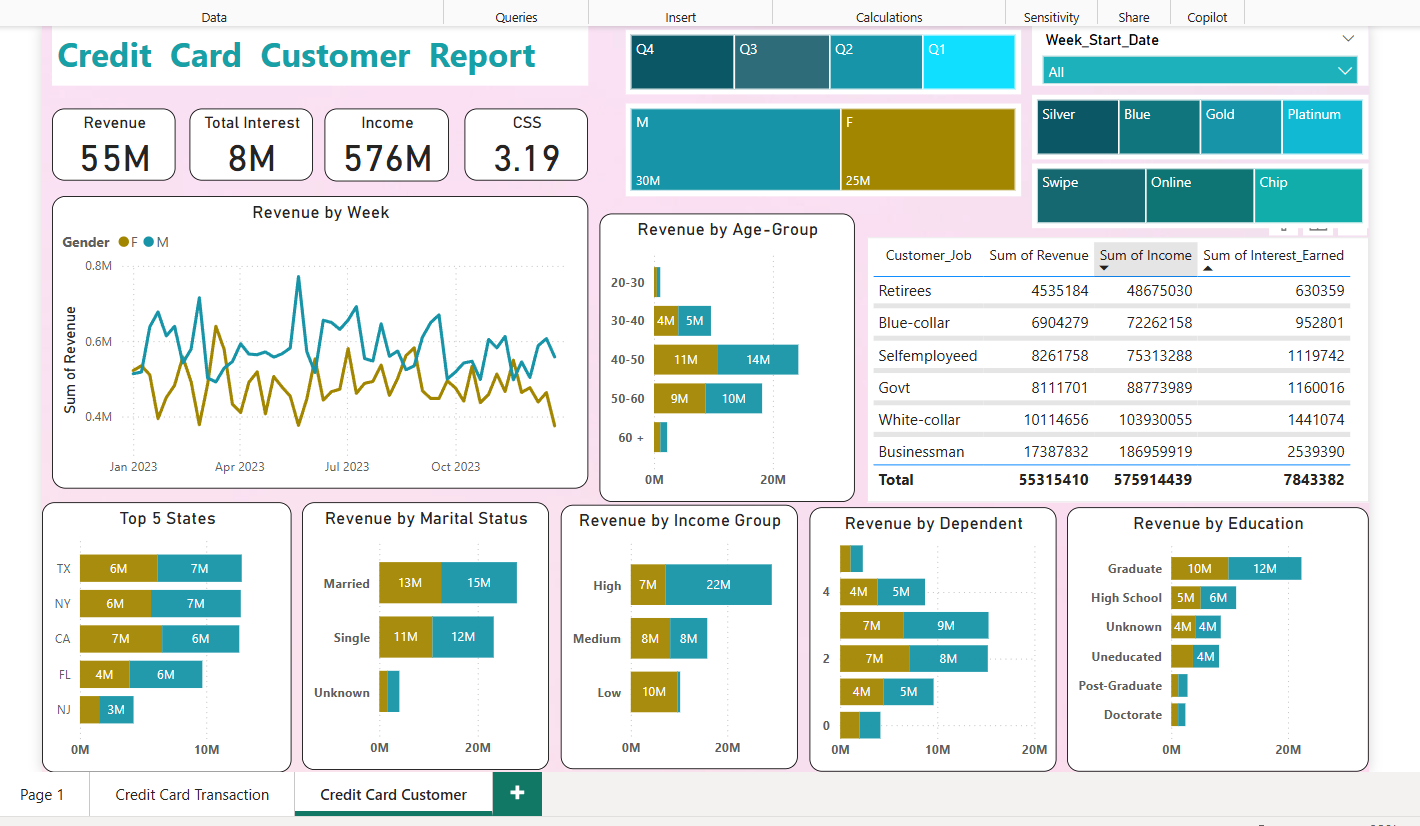 Data
Queries
Insert
Calculations
Sensitivity
Share
Copilot
Credit Card Customer Report
Q4
Q3
Q2
Q1
Week_Start_Date
All
Revenue
55M
Total Interest
8M
Income
576M
CSS
3.19
M
30M
F
25M
Silver
Blue
Gold
Platinum
Swipe
Online
Chip
Revenue by Week
Gender F M
Sum of Revenue
0.8M
0.6M
0.4M
Jan 2023 Apr 2023 Jul 2023 Oct 2023
Revenue by Age-Group
20-30
30-40 4M 5M
40-50 11M 14M
50-60 9M 10M
60 +
0M 20M
Customer_Job Sum of Revenue Sum of Income Sum of Interest_Earned
Retirees 4535184 48675030 630359
Blue-collar 6904279 72262158 952801
Selfemployeed 8261758 75313288 1119742
Govt 8111701 88773989 1160016
White-collar 10114656 103930055 1441074
Businessman 17387832 186959919 2539390
Total 55315410 575914439 7843382
Top 5 States
TX 6M 7M
NY 6M 7M
CA 7M 6M
FL 4M 6M
NJ 3M
0M 10M
Revenue by Marital Status
Married 13M 15M
Single 11M 12M
Unknown
0M 20M
Revenue by Income Group
High 7M 22M
Medium 8M 8M
Low 10M
0M 20M
Revenue by Dependent
4 4M 5M
7M 9M
2 7M 8M
4M 5M
0
0M 10M 20M
Revenue by Education
Graduate 10M 12M
High School 5M 6M
Unknown 4M 4M
Uneducated 4M
Post-Graduate
Doctorate
0M 20M
Page 1
Credit Card Transaction
Credit Card Customer
+